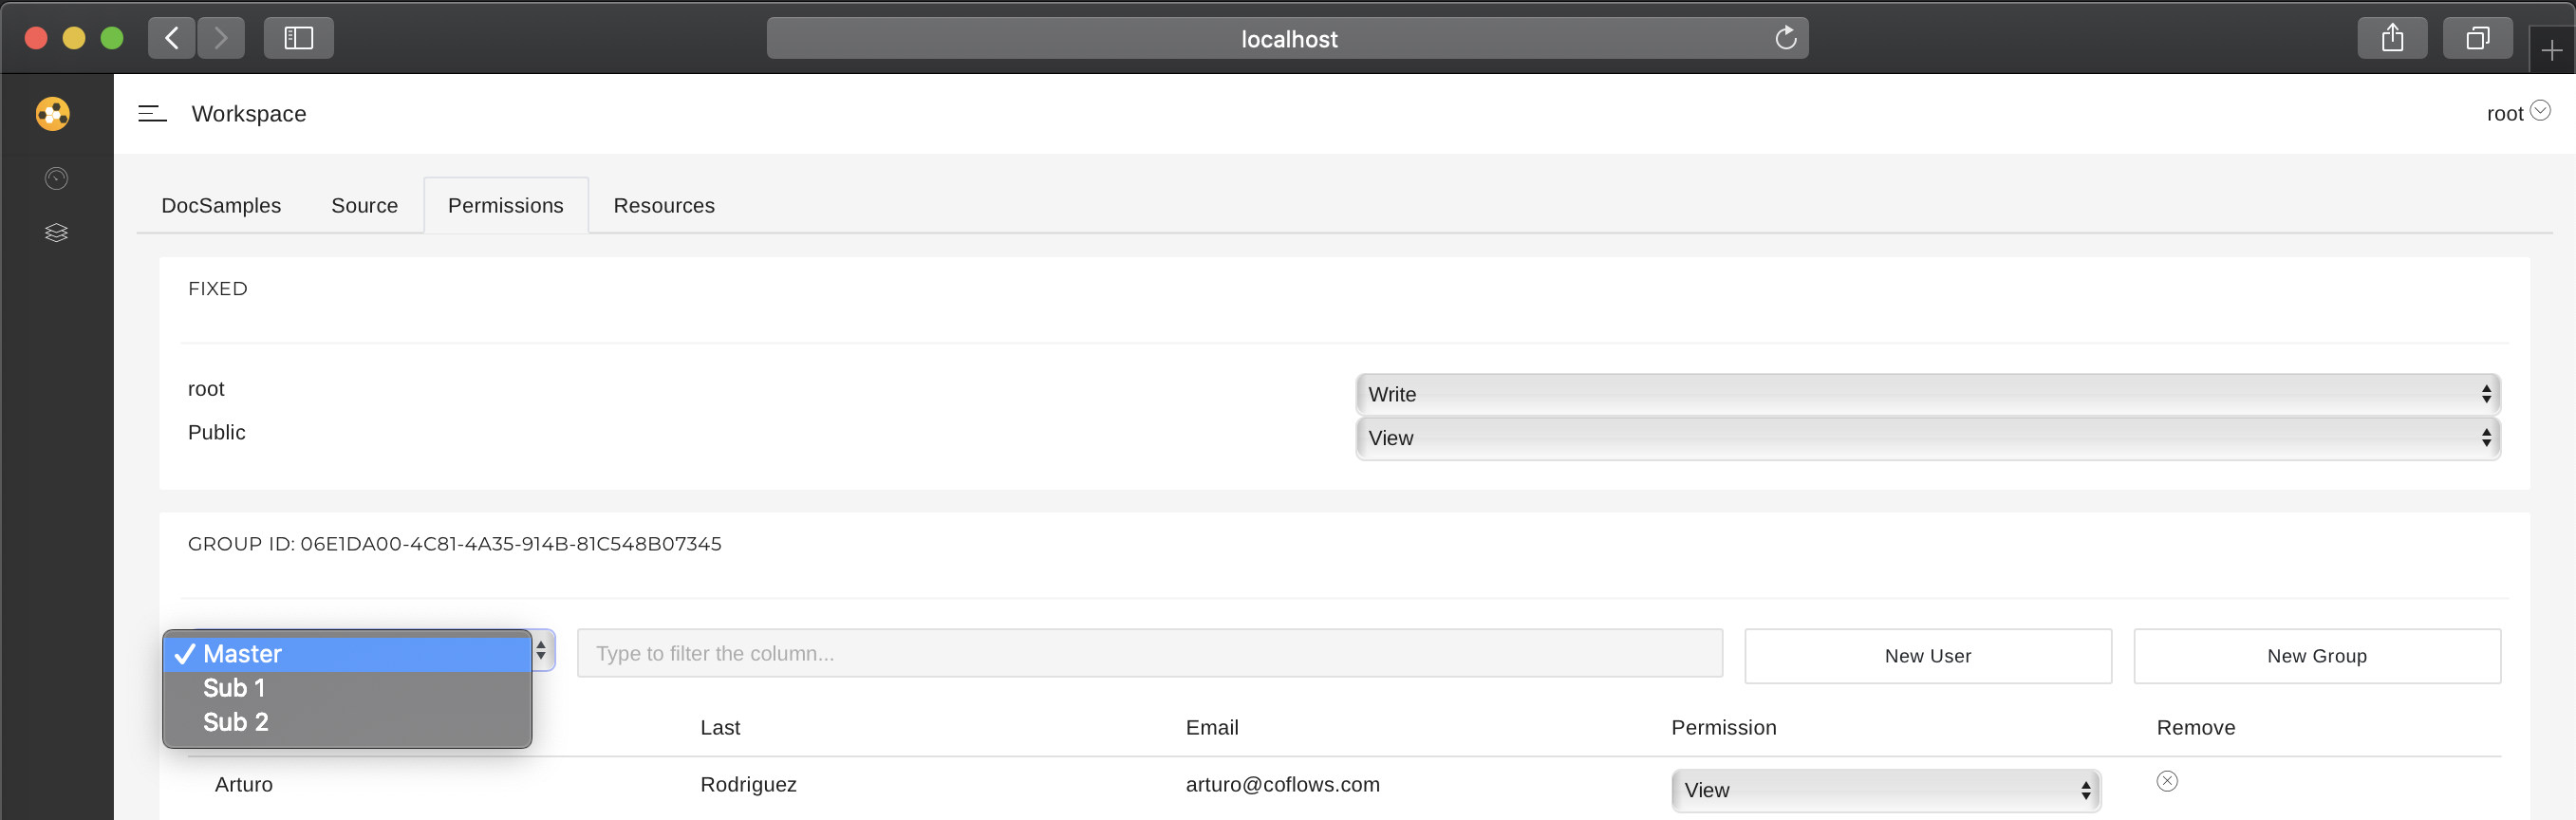 localhost
Workspace
root
DocSamples Source Permissions Resources
FIXED
root Write
Public View
GROUP ID: 06E1DA00-4C81-4A35-914B-81C548B07345
Master Type to filter the column... New User New Group
Sub 1
Sub 2
Last Email Permission Remove
Arturo Rodriguez arturo@coflows.com View